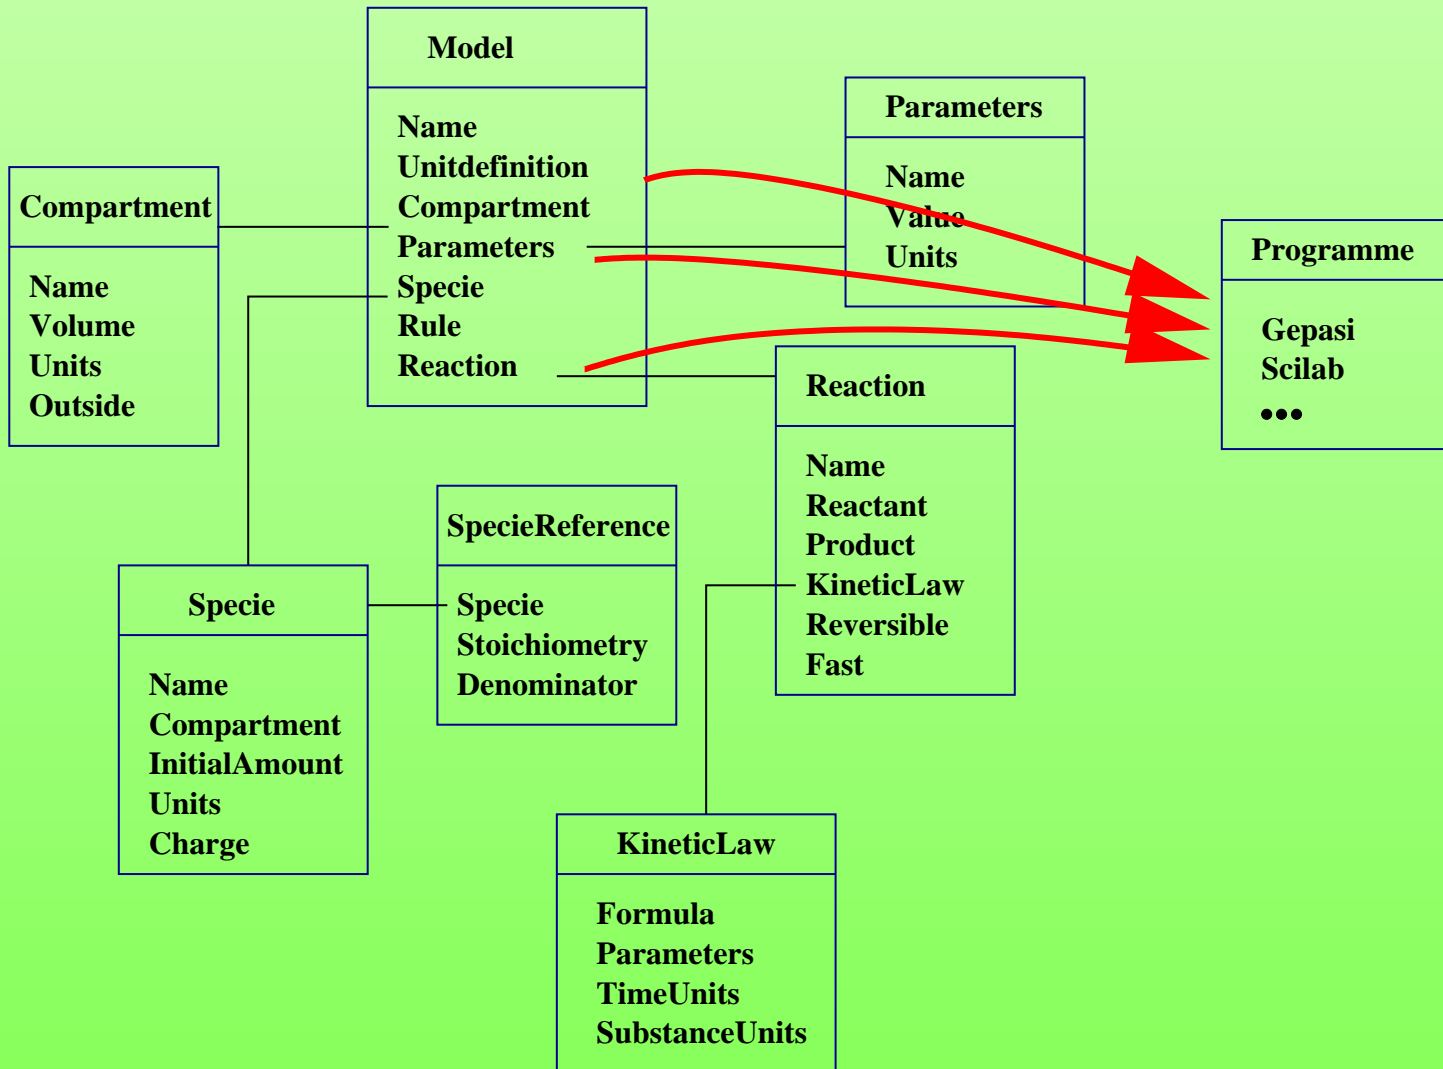 Model
Name
Unitdefinition
Compartment
Parameters
Specie
Rule
Reaction
Parameters
Name
Value
Units
Compartment
Name
Volume
Units
Outside
Programme
Gepasi
Scilab
•••
Reaction
Name
Reactant
Product
KineticLaw
Reversible
Fast
SpecieReference
Specie
Stoichiometry
Denominator
Specie
Name
Compartment
InitialAmount
Units
Charge
KineticLaw
Formula
Parameters
TimeUnits
SubstanceUnits